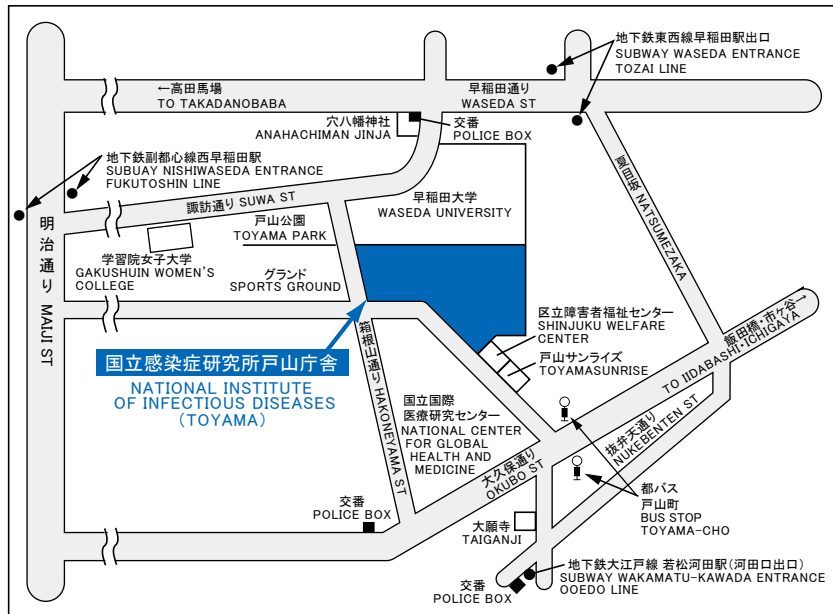 地下鉄東西線早稲田駅出口
SUBWAY WASEDA ENTRANCE
TOZAI LINE
←高田馬場
TO TAKADANOBABA
早稲田通り
WASEDA ST
穴八幡神社
ANAHACHIMAN JINJA
交番
POLICE BOX
地下鉄副都心線西早稲田駅
SUBUAY NISHIWASEDA ENTRANCE
FUKUTOSHIN LINE
諏訪通り SUWA ST
早稲田大学
WASEDA UNIVERSITY
夏目坂 NATSUMEZAKA
明治通り MAIJI ST
戸山公園
TOYAMA PARK
学習院女子大学
GAKUSHUIN WOMEN'S
COLLEGE
グランド
SPORTS GROUND
区立障害者福祉センター
SHINJUKU WELFARE
CENTER
戸山サンライズ
TOYAMASUNRISE
飯田橋・市ヶ谷→
TO IIDABASHI・ICHIGAYA
国立感染症研究所戸山庁舎
NATIONAL INSTITUTE
OF INFECTIOUS DISEASES
(TOYAMA)
箱根山通り HAKONEYAMA ST
国立国際
医療研究センター
NATIONAL CENTER
FOR GLOBAL
HEALTH AND
MEDICINE
大久保通り
OKUBO ST
抜弁天通り
NUKEBENTEN ST
都バス
戸山町
BUS STOP
TOYAMA-CHO
交番
POLICE BOX
大願寺
TAIGANJI
地下鉄大江戸線 若松河田駅(河田口出口)
SUBWAY WAKAMATU-KAWADA ENTRANCE
OOEDO LINE
交番
POLICE BOX